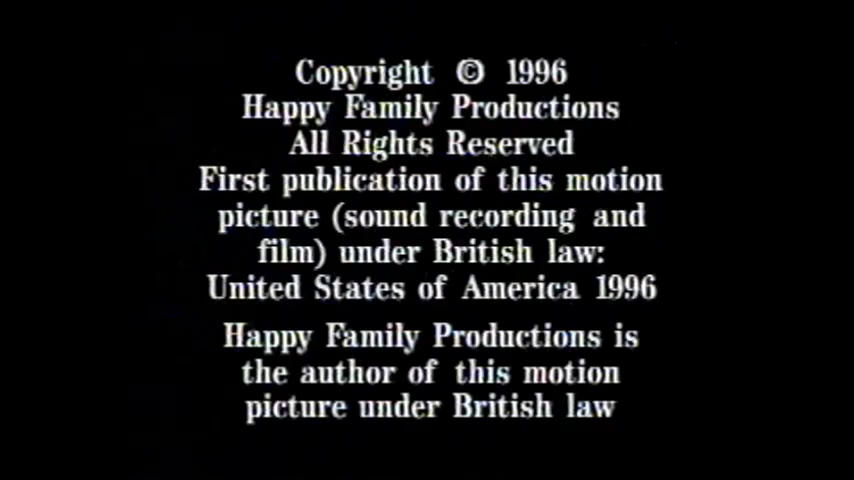 Copyright © 1996
Happy Family Productions
All Rights Reserved
First publication of this motion
picture (sound recording and
film) under British law:
United States of America 1996
Happy Family Productions is
the author of this motion
picture under British law